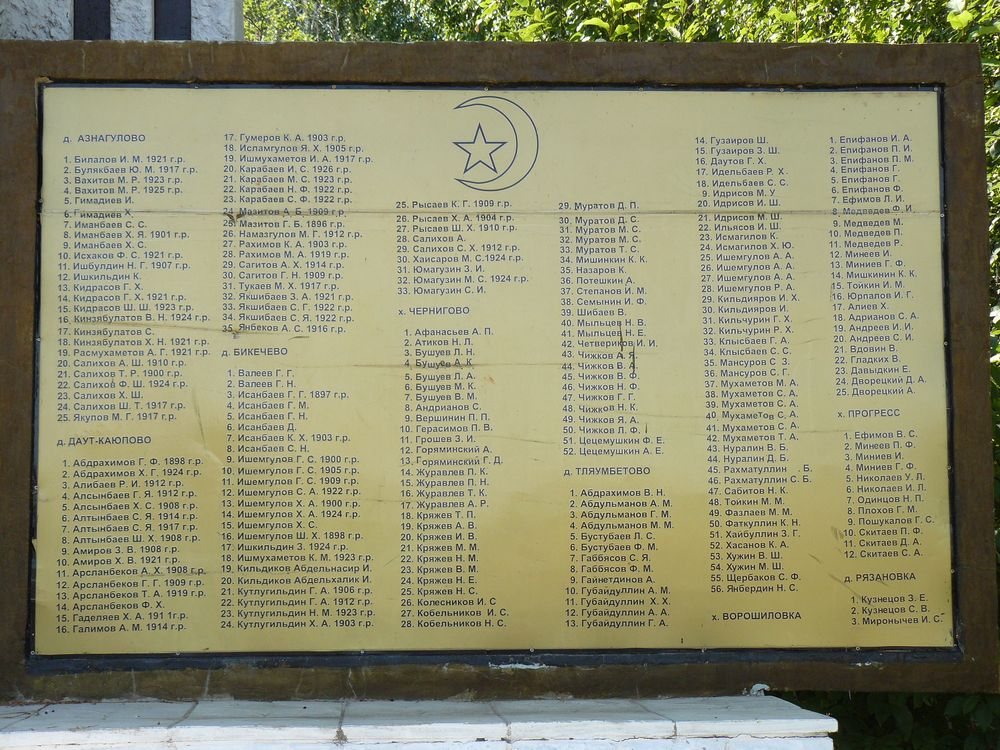 д. АЗНАГУЛОВО
1. Билалов И. М. 1921 г.р.
2. Булякбаев Ю. М. 1917 г.р.
3. Вахитов М. Р. 1923 г.р.
4. Вахитов М. Р. 1925 г.р.
5. Гимадиев И.
6. Гимадиев Х.
7. Иманбаев С. С.
8. Иманбаев Х. Я. 1901 г.р.
9. Иманбаев Х. С.
10. Исхаков Ф. С. 1921 г.р.
11. Ишбулдин Н. Г. 1907 г.р.
12. Ишкильдин К.
13. Кидрасов Г. Х.
14. Кидрасов Г. Х. 1921 г.р.
15. Кидрасов Ш. Ш. 1923 г.р.
16. Кинзябулатов В. Н. 1924 г.р.
17. Кинзябулатов С.
18. Кинзябулатов Х. Н. 1921 г.р.
19. Расмухаметов А. Г. 1921 г.р.
20. Салихов А. Ш. 1910 г.р.
21. Салихов Т. Р. 1900 г.р.
22. Салихов Ф. Ш. 1924 г.р.
23. Салихов Х. Ш.
24. Салихов Ш. Т. 1917 г.р.
25. Якупов М. Г. 1917 г.р.
д. ДАУТ-КАЮПОВО
1. Абдрахимов Г. Ф. 1898 г.р.
2. Абдрахимов Х. Г. 1924 г.р.
3. Алибаев Р. И. 1912 г.р.
4. Алсынбаев Г. Я. 1912 г.р.
5. Алсынбаев Х. С. 1908 г.р.
6. Алтынбаев С. Я. 1914 г.р.
7. Алтынбаев С. Я. 1917 г.р.
8. Алтынбаев Ш. Х. 1908 г.р.
9. Амиров З. В. 1908 г.р.
10. Амиров Х. В. 1921 г.р.
11. Арсланбеков А. Х. 1908 г.р.
12. Арсланбеков Г. Г. 1909 г.р.
13. Арсланбеков Т. А. 1919 г.р.
14. Арсланбеков Ф. Х.
15. Гаделяев Х. А. 191 1г.р.
16. Галимов А. М. 1914 г.р.
17. Гумеров К. А. 1903 г.р.
18. Исламгулов Я. Х. 1905 г.р.
19. Ишмухаметов И. А. 1917 г.р.
20. Карабаев И. С. 1926 г.р.
21. Карабаев М. С. 1923 г.р.
22. Карабаев Н. Ф. 1922 г.р.
23. Карабаев С. Ф. 1922 г.р.
24. Мазитов А. Б. 1909 г.р.
25. Мазитов Г. Б. 1896 г.р.
26. Намазгулов М. Г. 1912 г.р.
27. Рахимов К. А. 1903 г.р.
28. Рахимов М. А. 1919 г.р.
29. Сагитов А. Х. 1914 г.р.
30. Сагитов Г. Н. 1909 г.р.
31. Тукаев М. Х. 1917 г.р.
32. Якшибаев З. А. 1921 г.р.
33. Якшибаев С. Г. 1922 г.р.
34. Якшибаев С. Я. 1922 г.р.
35. Янбеков А. С. 1916 г.р.
д. БИКЕЧЕВО
1. Валеев Г. Г.
2. Валеев Г. Н.
3. Исанбаев Г. Г. 1897 г.р.
4. Исанбаев Г. М.
5. Исанбаев Г. Н.
6. Исанбаев Д.
7. Исанбаев К. Х. 1903 г.р.
8. Исанбаев С. Н.
9. Ишемгулов Г. С. 1900 г.р.
10. Ишемгулов Г. С. 1905 г.р.
11. Ишемгулов Г. С. 1909 г.р.
12. Ишемгулов С. А. 1922 г.р.
13. Ишемгулов Х. А. 1900 г.р.
14. Ишемгулов Х. А. 1924 г.р.
15. Ишемгулов Х. С.
16. Ишемгулов Ш. Х. 1898 г.р.
17. Ишкильдин З. 1924 г.р.
18. Ишмухаметов К. М. 1923 г.р.
19. Кильдиков Абдельнасир И.
20. Кильдиков Абдельхалик И.
21. Кутлугильдин Г. А. 1906 г.р.
22. Кутлугильдин Г. А. 1912 г.р.
23. Кутлугильдин Н. М. 1923 г.р.
24. Кутлугильдин Х. А. 1903 г.р.
25. Рысаев К. Г. 1909 г.р.
26. Рысаев Х. А. 1904 г.р.
27. Рысаев Ш. Х. 1910 г.р.
28. Салихов А.
29. Салихов С. Х. 1912 г.р.
30. Хаисаров М. С. 1924 г.р.
31. Юмагузин З. И.
32. Юмагузин М. С. 1924 г.р.
33. Юмагузин С. И.
х. ЧЕРНИГОВО
1. Афанасьев А. П.
2. Атиков Н. Л.
3. Бушуев Л. Н.
4. Бушуев А. К.
5. Бушуев Л. А.
6. Бушуев М. К.
7. Бушуев В. М.
8. Андрианов С.
9. Вершинин П. П.
10. Герасимов П. В.
11. Грошев З. И.
12. Горяминский А.
13. Горяминский Г. Д.
14. Журавлев П. К.
15. Журавлев П. Н.
16. Журавлев Т. К.
17. Журавлев А. Р.
18. Кряжев Т. П.
19. Кряжев А. В.
20. Кряжев И. В.
21. Кряжев М. М.
22. Кряжев Н. М.
23. Кряжев В. М.
24. Кряжев Н. Е.
25. Кряжев Н. С.
26. Колесников И. С
27. Кобельников И. С.
28. Кобельников Н. С.
29. Муратов Д. П.
30. Муратов Д. С.
31. Муратов М. С.
32. Муратов М. С.
33. Муратов Т. С.
34. Мишинкин К. К.
35. Назаров К.
36. Потешкин А.
37. Степанов И. М.
38. Семынин И. Ф.
39. Шибаев В.
40. Мыльцев Н. В.
41. Мыльцев Н. Е.
42. Четвериков И. И.
43. Чижков А. Я.
44. Чижков В. А.
45. Чижков В. Ф.
46. Чижков Н. Ф.
47. Чижков Г. Г.
48. Чижков Н. К.
49. Чижков Я. А.
50. Чижков Л. Ф.
51. Цецемушкин Ф. Е.
52. Цецемушкин А. Е.
д. ТЛЯУМБЕТОВО
1. Абдрахимов В. Н.
2. Абдульманов А. М.
3. Абдульманов Г. М.
4. Абдульманов М. М.
5. Бустубаев Л. С.
6. Бустубаев Ф. М.
7. Габбясов С. Я.
8. Габбясов Ф. М.
9. Гайнетдинов А.
10. Губайдуллин А. М.
11. Губайдуллин Х. Х.
12. Губайдуллин А. А.
13. Губайдуллин Г. А.
14. Гузаиров Ш.
15. Гузаиров З. Ш.
16. Даутов Г. Х.
17. Идельбаев Р. Х.
18. Идельбаев С. С.
9. Идрисов М. У
20. Идрисов И. Ш.
21. Идрисов М. Ш.
22. Ильясов И. Ш.
23. Исмагилов К.
24. Исмагилов Х. Ю.
25. Ишемгулов А. А.
26. Ишемгулов А. А.
27. Ишемгулов А. А.
28. Ишемгулов Р. А.
29. Кильдияров И. Х.
30. Кильдияров И.
31. Кильчурин Г. Х.
32. Кильчурин Р. Х.
33. Клысбаев Г. А.
34. Клысбаев С. С.
35. Мансуров С. З.
36. Мансуров С. Г.
37. Мухаметов М. А.
38. Мухаметов С. А.
39. Мухаметов С. А.
40. Мухаметов С. А.
41. Мухаметов С. А.
42. Мухаметов Т. А.
43. Нуралин В. Б.
44. Нуралин Д. Б.
45. Рахматуллин . Б.
46. Рахматуллин С. Б.
47. Сабитов Н. К.
48. Тойкин М. М.
49. Фазлаев М. М.
50. Фаткуллин К. Н.
51. Хайбуллин З. Г.
52. Хасанов К. А.
53. Хужин В. Ш.
54. Хужин М. Ш.
55. Щербаков С. Ф.
56. Янбердин Н. С.
х. ВОРОШИЛОВКА
1. Епифанов И. А.
2. Епифанов П. И.
3. Епифанов П. М.
4. Епифанов Г.
5. Епифанов Г.
6. Епифанов Ф.
7. Епифанов Л. И.
8. Медведев Ф. И.
9. Медведев М.
10. Медведев П.
11. Медведев Р.
12. Минеев И.
13. Миниев Г. Ф.
14. Мишкинин К. К.
15. Тойкин И. М.
16. Юрпалов И. Г.
17. Алиев Х.
18. Адрианов С. А.
19. Андреев И. И.
20. Андреев С. И.
21. Вдовин В.
22. Гладких В.
23. Давыдкин Е.
24. Дворецкий Д. А.
25. Дворецкий А.
х. ПРОГРЕСС
1. Ефимов В. С.
2. Минеев П. Ф.
3. Миниев И.
4. Миниев Г. Ф.
5. Николаев У. Л.
6. Николаев И. Л.
7. Одинцов Н. П.
8. Плохов Г. М.
9. Пошукалов Г. С.
10. Скитаев П. Ф.
11. Скитаев Д. А.
12. Скитаев С. А.
д. РЯЗАНОВКА
1. Кузнецов З. Е.
2. Кузнецов С. В.
3. Миронычев И. С.